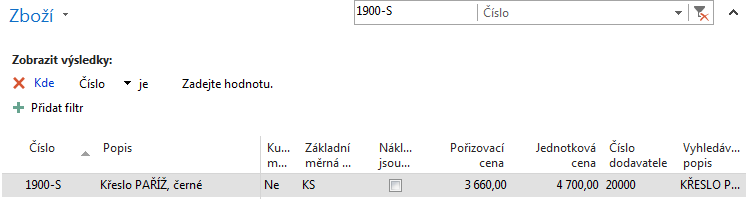 Zboží
1900-S Číslo
Zobrazit výsledky:
Kde Číslo je Zadejte hodnotu.
Přidat filtr
Číslo Popis Ku... m... Základní měrná ... Nákl... jsou... Pořizovací cena Jednotková cena Číslo dodavatele Vyhledáv... popis
1900-S Křeslo PAŘÍŽ, černé Ne KS 3 660,00 4 700,00 20000 KŘESLO P...